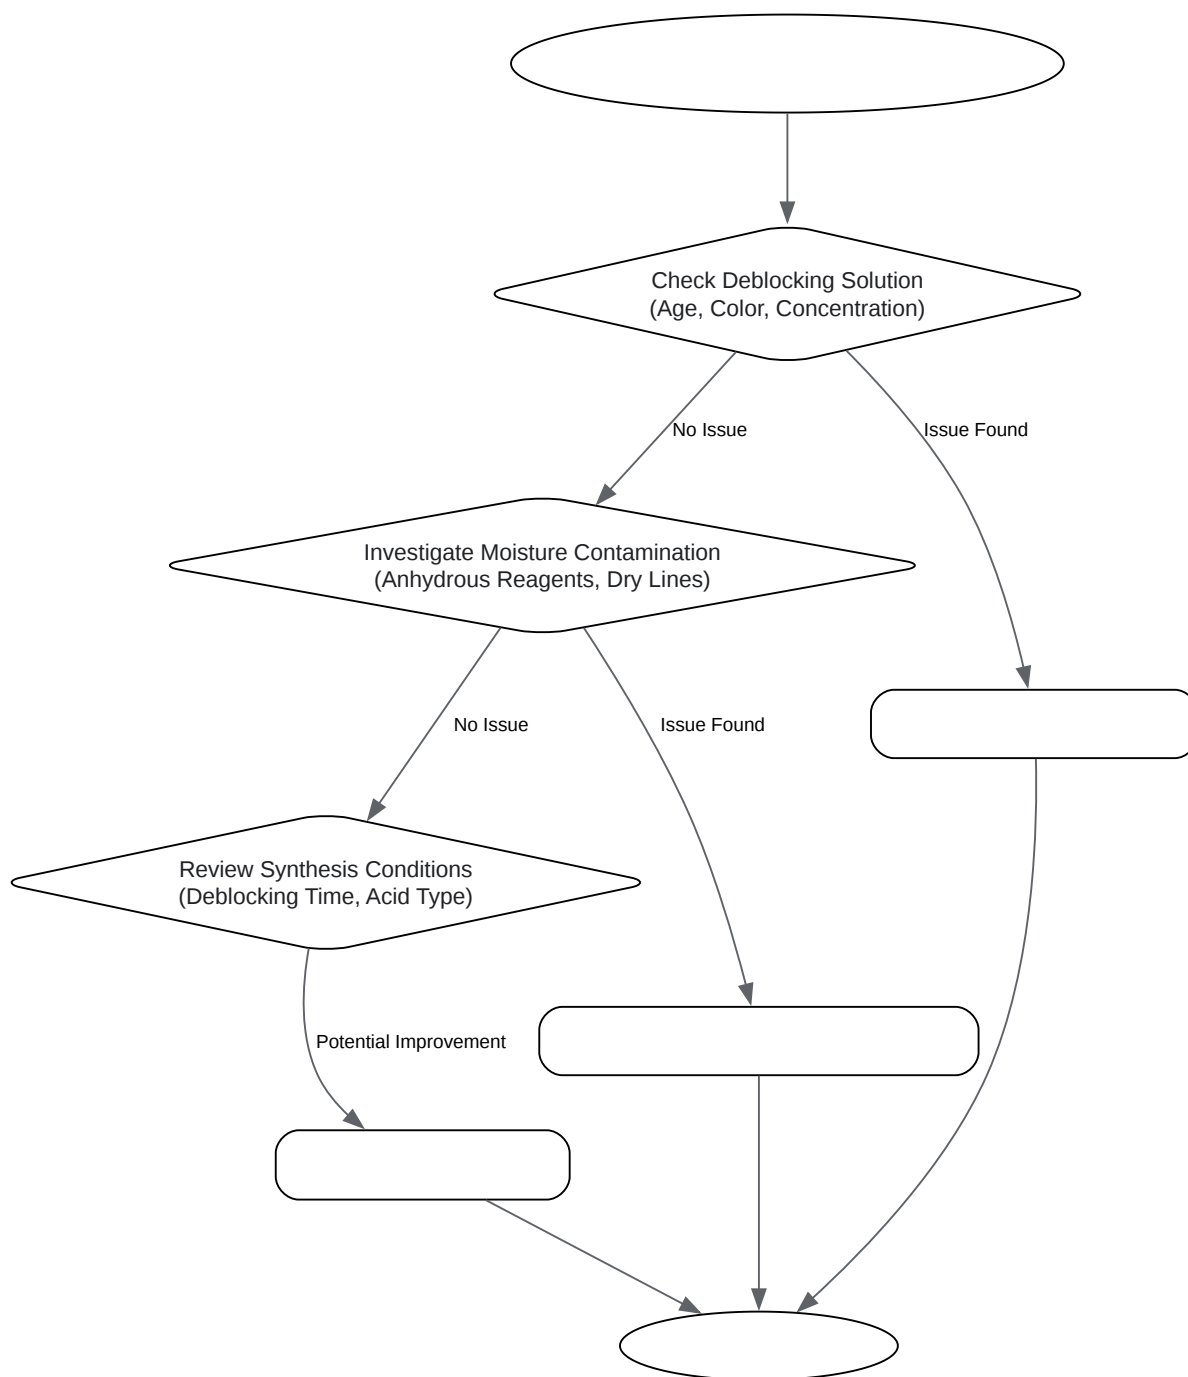 Check Deblocking Solution
(Age, Color, Concentration)
No Issue
Issue Found
Investigate Moisture Contamination
(Anhydrous Reagents, Dry Lines)
No Issue
Issue Found
Review Synthesis Conditions
(Deblocking Time, Acid Type)
Potential Improvement